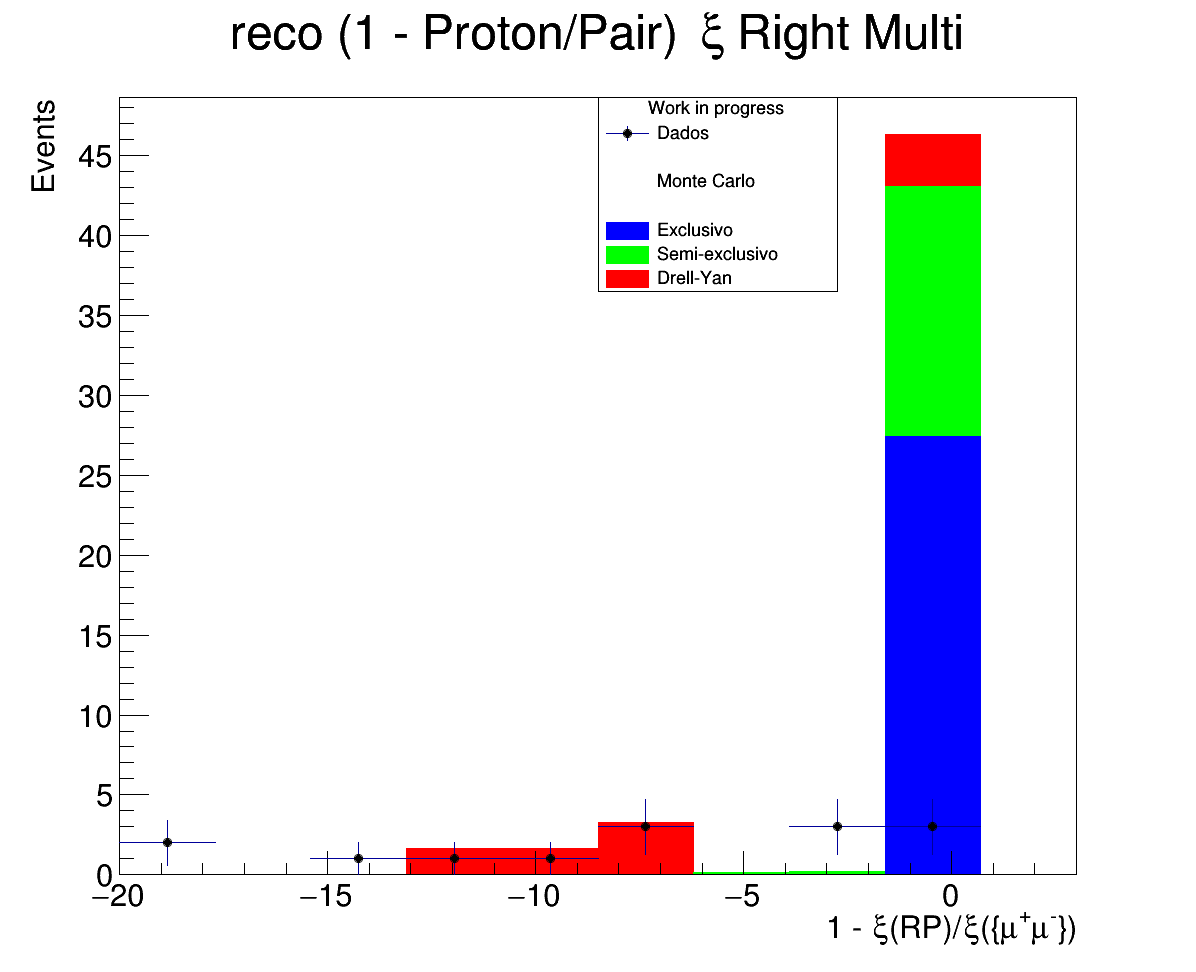 reco (1 - Proton/Pair) ξ Right Multi
Events
Work in progress
Dados
Monte Carlo
Exclusivo
Semi-exclusivo
Drell-Yan
45
40
35
30
25
20
15
10
5
0
−20 −15 −10 −5 0
1 - ξ(RP)/ξ({μ⁺μ⁻})